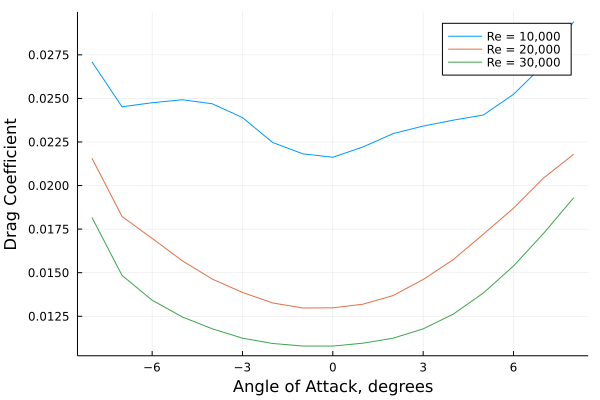 Re = 10,000
Re = 20,000
Re = 30,000
0.0275
0.0250
0.0225
0.0200
0.0175
0.0150
0.0125
Drag Coefficient
−6 −3 0 3 6
Angle of Attack, degrees